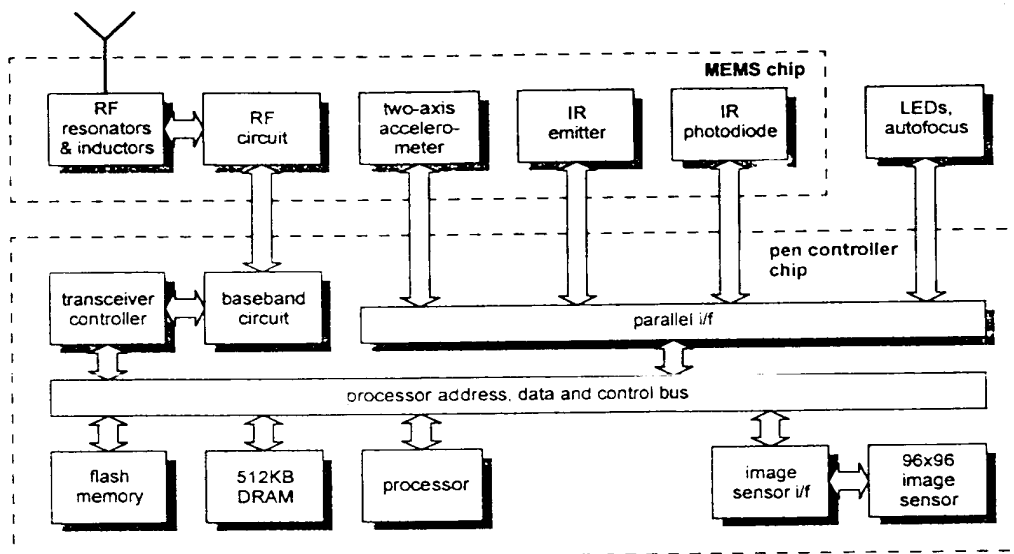 MEMS chip
RF
resonators
& inductors
RF
circuit
two-axis
accelero-
meter
IR
emitter
IR
photodiode
LEDs,
autofocus
pen controller
chip
transceiver
controller
baseband
circuit
parallel i/f
processor address, data and control bus
flash
memory
512KB
DRAM
processor
image
sensor i/f
96x96
image
sensor